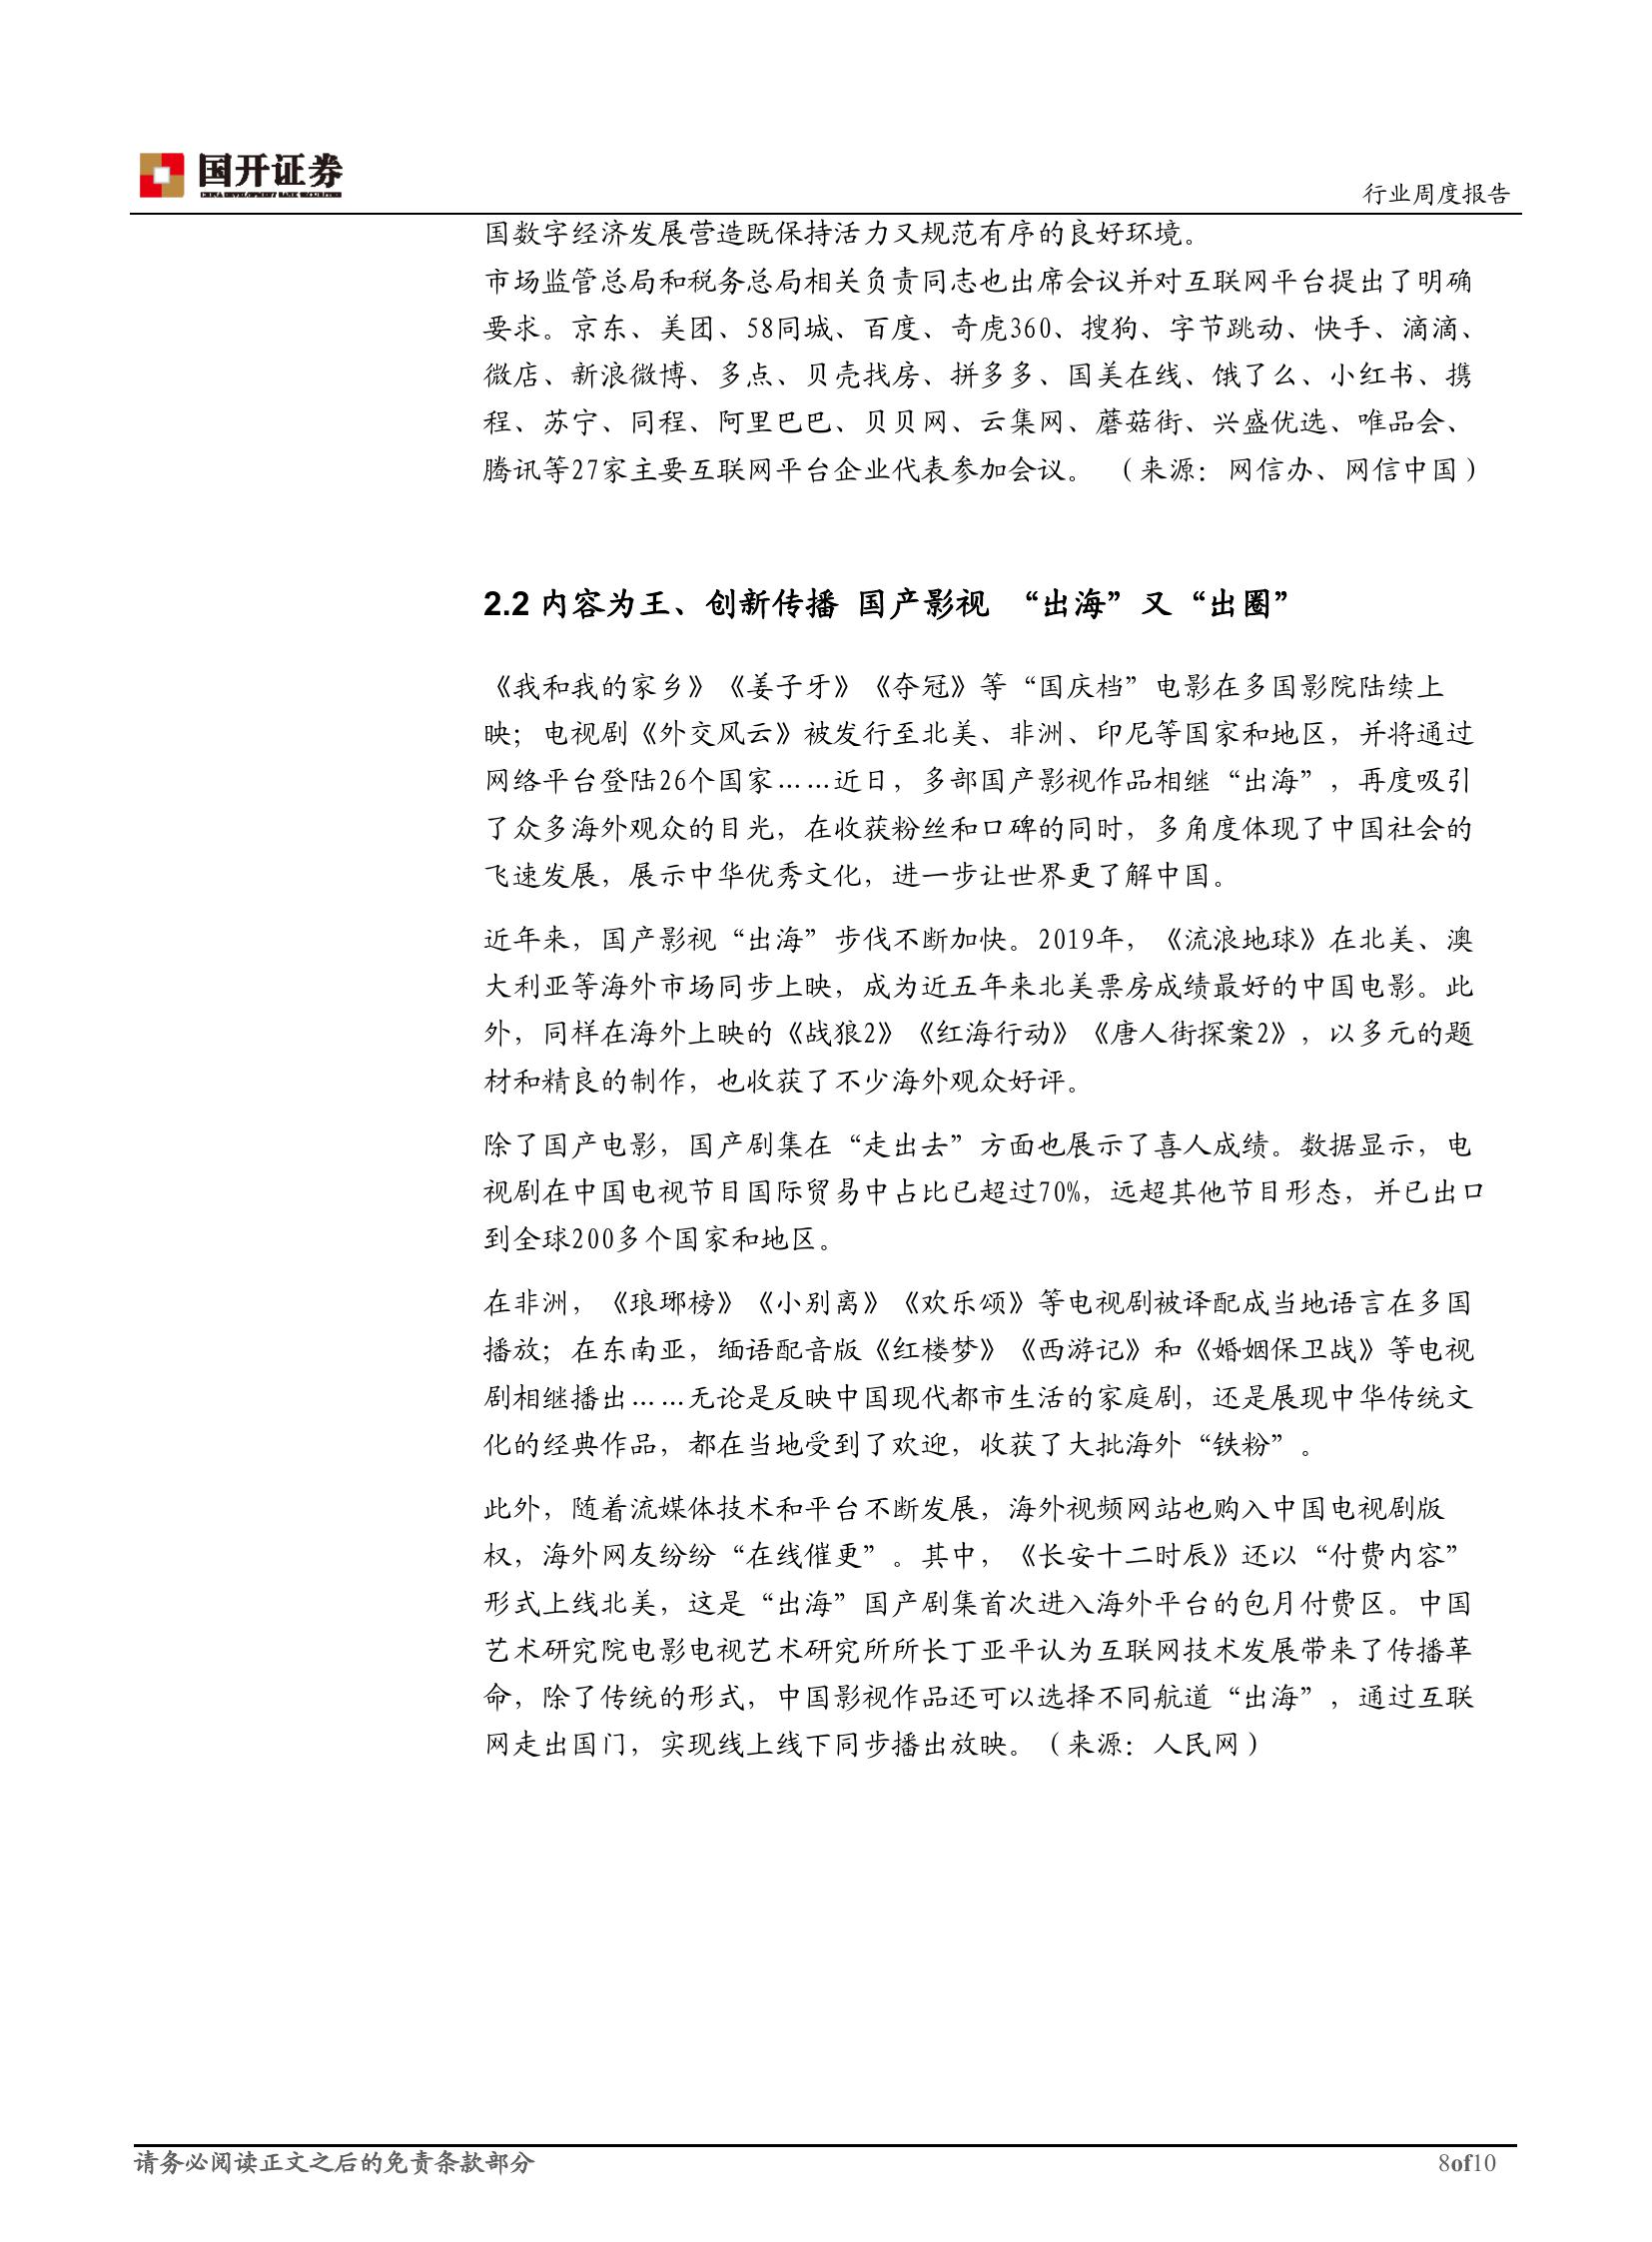 国开证券
CHINA DEVELOPMENT BANK SECURITIES
行业周度报告
国数字经济发展营造既保持活力又规范有序的良好环境。
市场监管总局和税务总局相关负责同志也出席会议并对互联网平台提出了明确
要求。京东、美团、58同城、百度、奇虎360、搜狗、字节跳动、快手、滴滴、
微店、新浪微博、多点、贝壳找房、拼多多、国美在线、饿了么、小红书、携
程、苏宁、同程、阿里巴巴、贝贝网、云集网、蘑菇街、兴盛优选、唯品会、
腾讯等27家主要互联网平台企业代表参加会议。 （来源：网信办、网信中国）
2.2 内容为王、创新传播 国产影视 “出海”又“出圈”
《我和我的家乡》《姜子牙》《夺冠》等“国庆档”电影在多国影院陆续上
映；电视剧《外交风云》被发行至北美、非洲、印尼等国家和地区，并将通过
网络平台登陆26个国家……近日，多部国产影视作品相继“出海”，再度吸引
了众多海外观众的目光，在收获粉丝和口碑的同时，多角度体现了中国社会的
飞速发展，展示中华优秀文化，进一步让世界更了解中国。
近年来，国产影视“出海”步伐不断加快。2019年，《流浪地球》在北美、澳
大利亚等海外市场同步上映，成为近五年来北美票房成绩最好的中国电影。此
外，同样在海外上映的《战狼2》《红海行动》《唐人街探案2》，以多元的题
材和精良的制作，也收获了不少海外观众好评。
除了国产电影，国产剧集在“走出去”方面也展示了喜人成绩。数据显示，电
视剧在中国电视节目国际贸易中占比已超过70%，远超其他节目形态，并已出口
到全球200多个国家和地区。
在非洲，《琅琊榜》《小别离》《欢乐颂》等电视剧被译配成当地语言在多国
播放；在东南亚，缅语配音版《红楼梦》《西游记》和《婚姻保卫战》等电视
剧相继播出……无论是反映中国现代都市生活的家庭剧，还是展现中华传统文
化的经典作品，都在当地受到了欢迎，收获了大批海外“铁粉”。
此外，随着流媒体技术和平台不断发展，海外视频网站也购入中国电视剧版
权，海外网友纷纷“在线催更”。其中，《长安十二时辰》还以“付费内容”
形式上线北美，这是“出海”国产剧集首次进入海外平台的包月付费区。中国
艺术研究院电影电视艺术研究所所长丁亚平认为互联网技术发展带来了传播革
命，除了传统的形式，中国影视作品还可以选择不同航道“出海”，通过互联
网走出国门，实现线上线下同步播出放映。（来源：人民网）
请务必阅读正文之后的免责条款部分
8of10